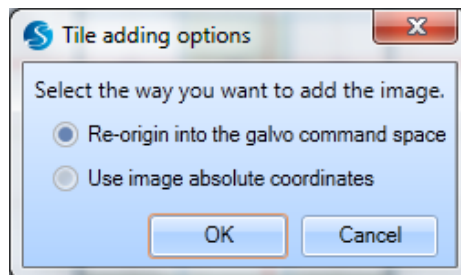 Tile adding options
Select the way you want to add the image.
Re-origin into the galvo command space
Use image absolute coordinates
OK Cancel